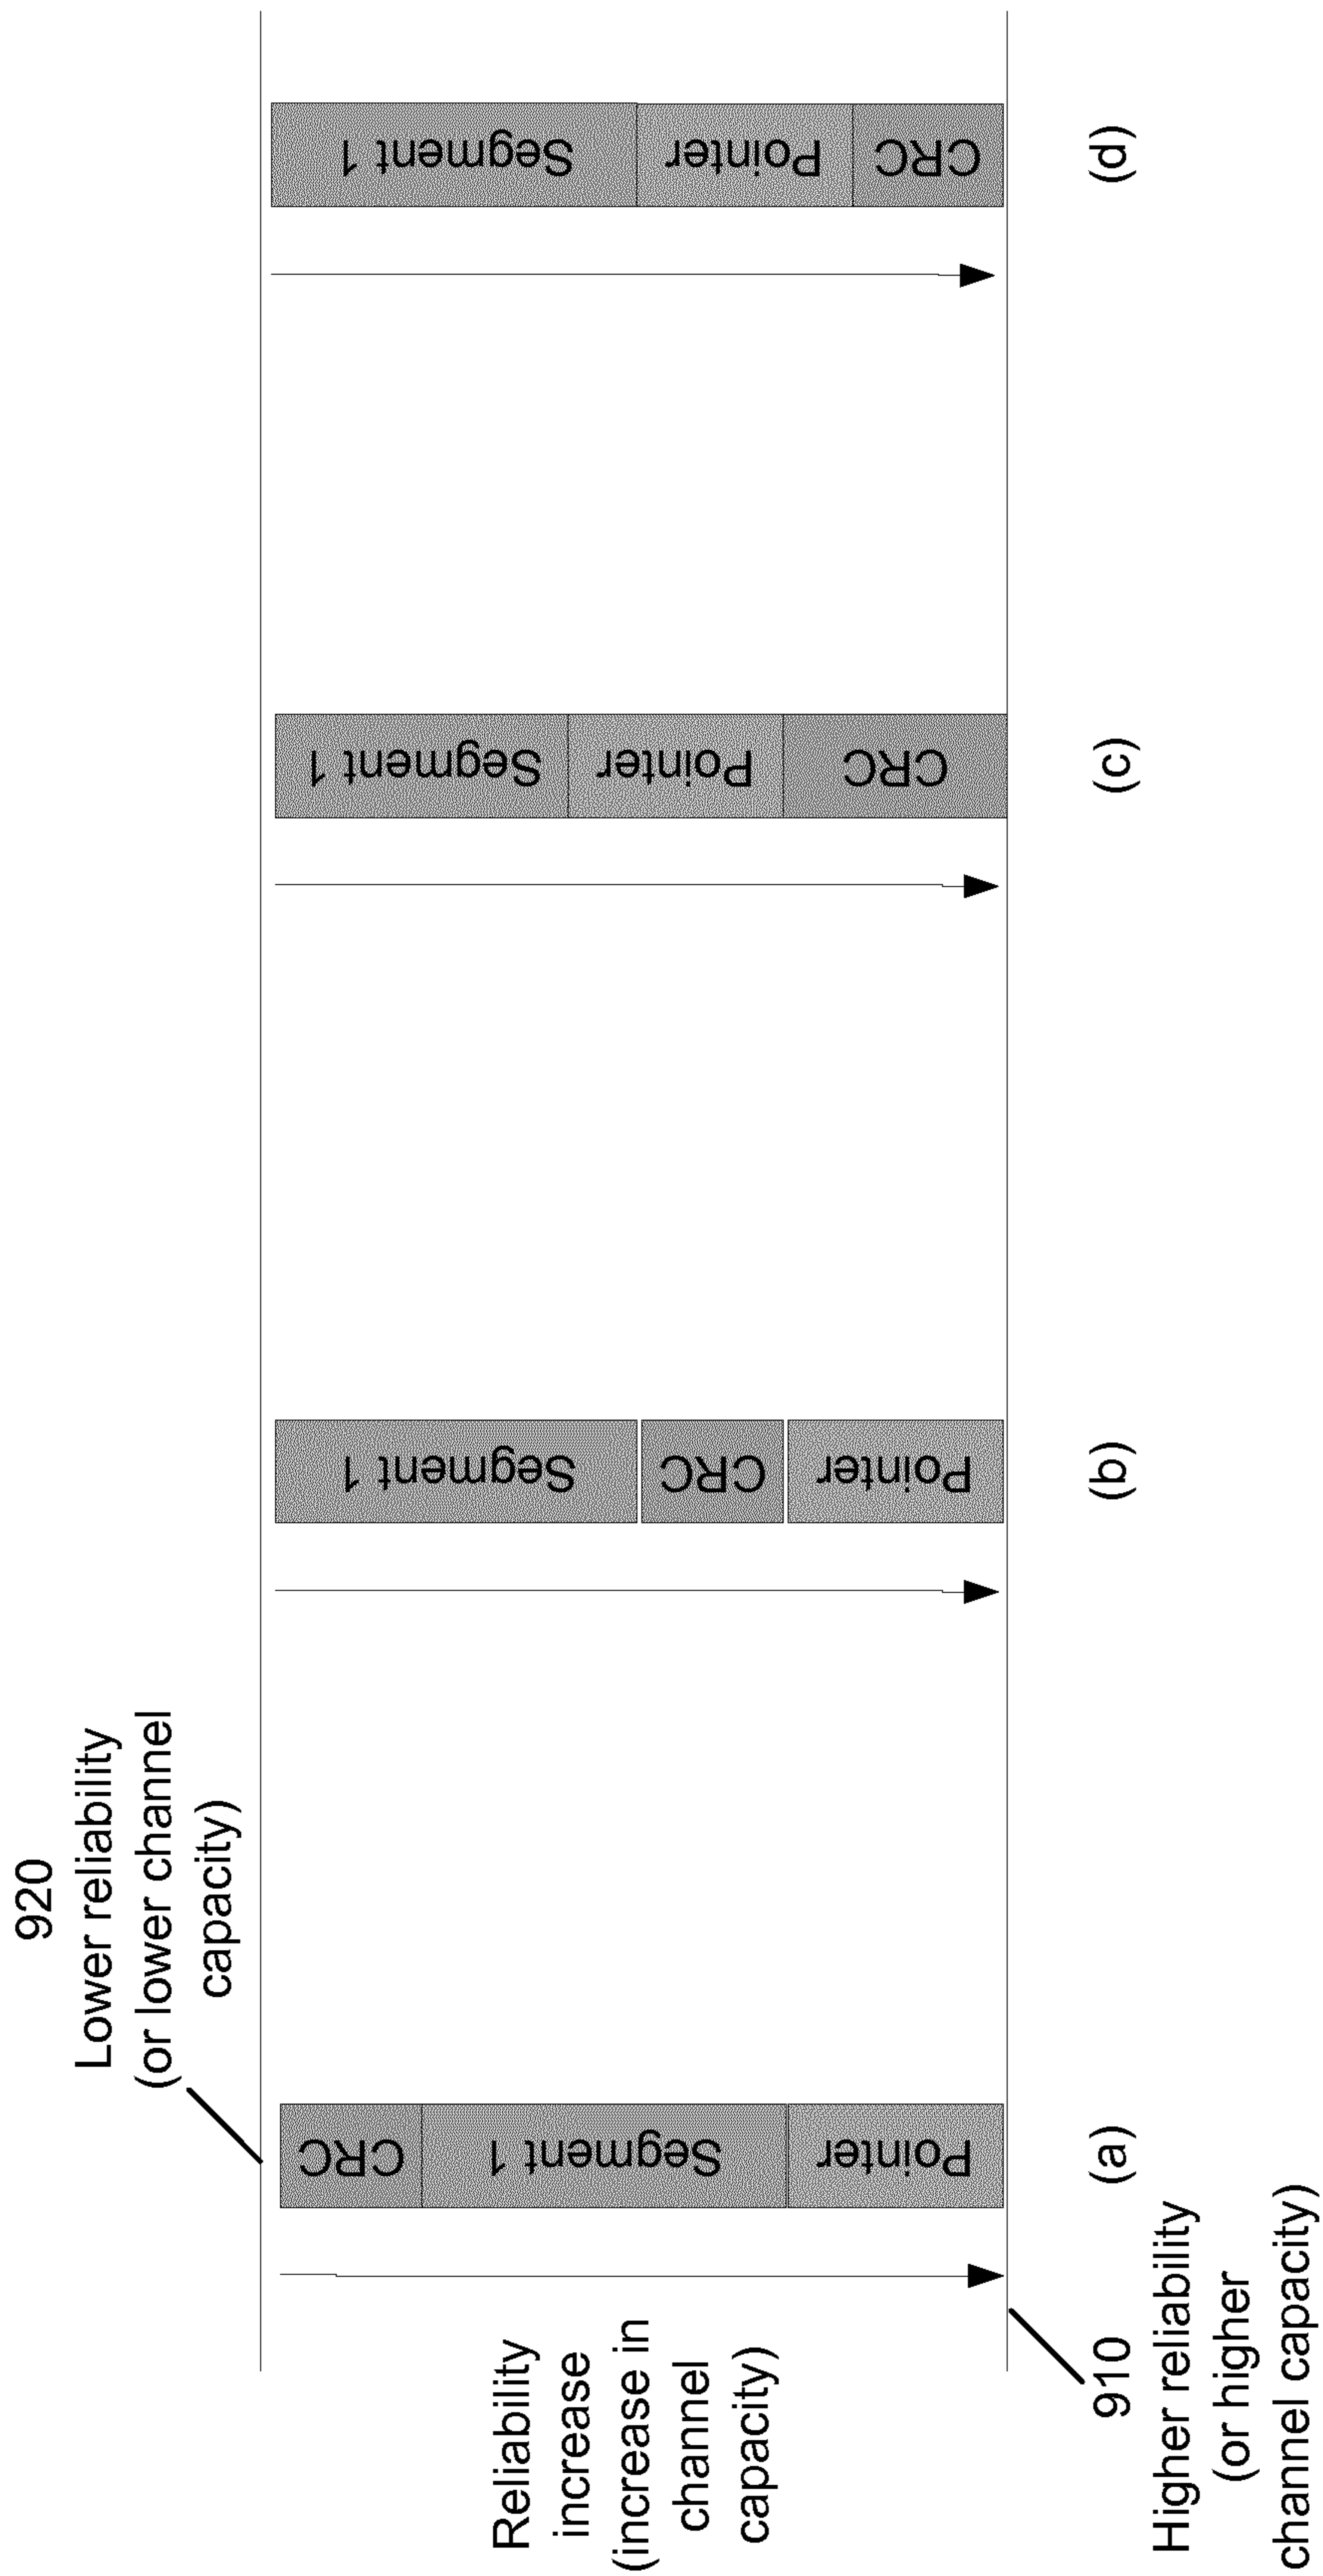 920
Lower reliability
(or lower channel
capacity)
Reliability
increase
(increase in
channel
capacity)
CRC
Segment 1
Pointer
(a)
Segment 1
CRC
Pointer
(b)
Segment 1
Pointer
CRC
(c)
Segment 1
Pointer
CRC
(d)
910
Higher reliability
(or higher
channel capacity)